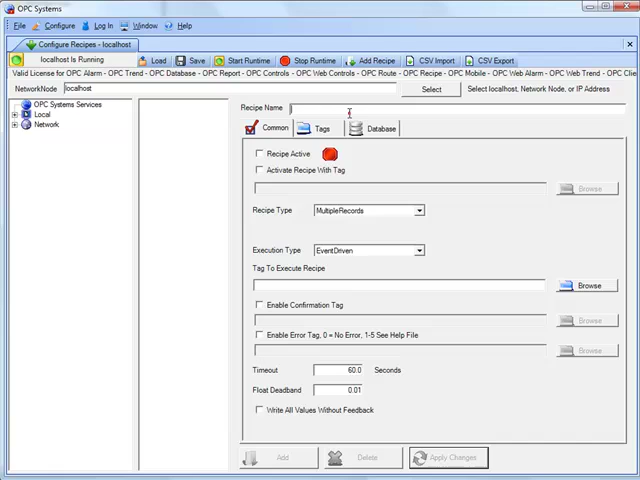 OPC Systems
File Configure Log In Window Help
Configure Recipes - localhost
localhost Is Running Load Save Start Runtime Stop Runtime Add Recipe CSV Import CSV Export
Valid License for OPC Alarm - OPC Trend - OPC Database - OPC Report - OPC Controls - OPC Web Controls - OPC Route - OPC Recipe - OPC Mobile - OPC Web Alarm - OPC Web Trend - OPC Clie
NetworkNode localhost Select Select localhost, Network Node, or IP Address
OPC Systems Services
Local
Network
Recipe Name
Common Tags Database
Recipe Active
Activate Recipe With Tag
Browse
Recipe Type MultipleRecords
Execution Type EventDriven
Tag To Execute Recipe
Browse
Enable Confirmation Tag
Browse
Enable Error Tag, 0 = No Error, 1-5 See Help File
Browse
Timeout 60.0 Seconds
Float Deadband 0.01
Write All Values Without Feedback
Add Delete Apply Changes